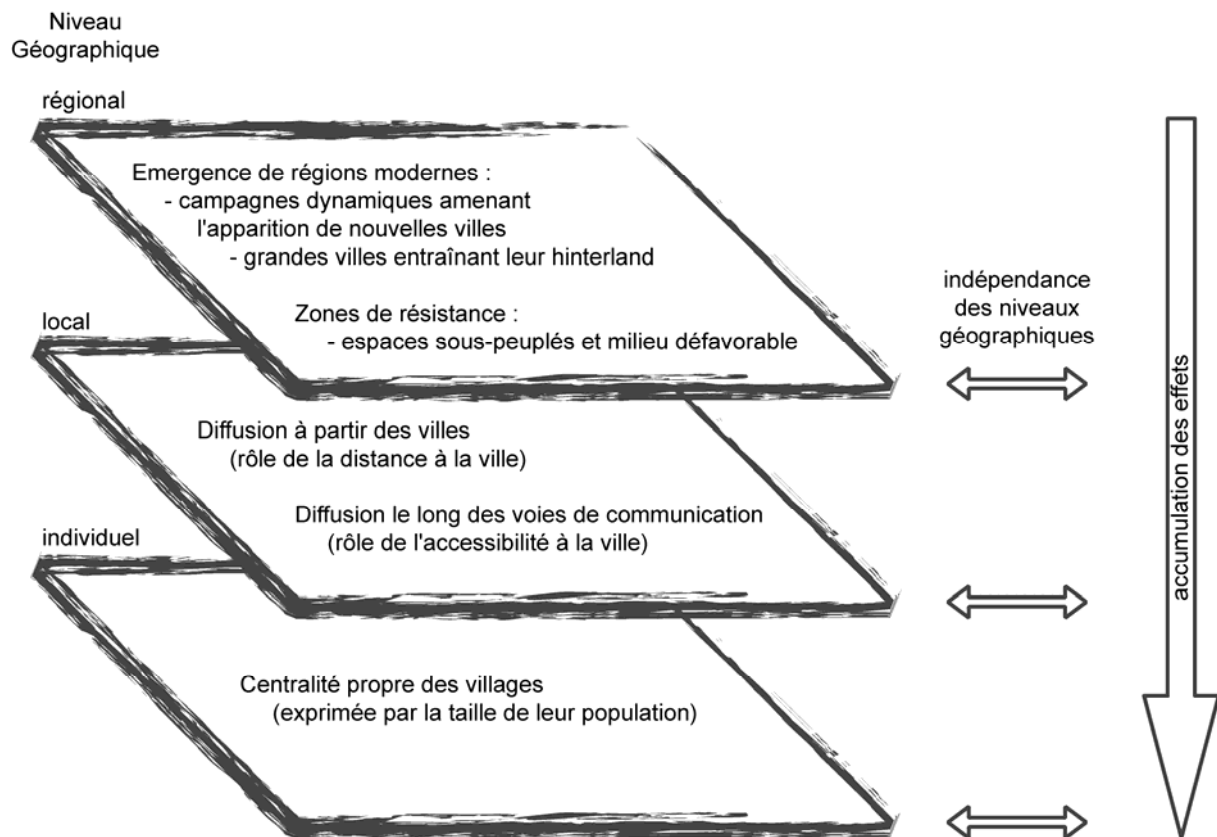 Niveau
Géographique
régional
Emergence de régions modernes :
- campagnes dynamiques amenant
l'apparition de nouvelles villes
- grandes villes entraînant leur hinterland
Zones de résistance :
- espaces sous-peuplés et milieu défavorable
local
Diffusion à partir des villes
(rôle de la distance à la ville)
Diffusion le long des voies de communication
(rôle de l'accessibilité à la ville)
individuel
Centralité propre des villages
(exprimée par la taille de leur population)
indépendance
des niveaux
géographiques
accumulation des effets